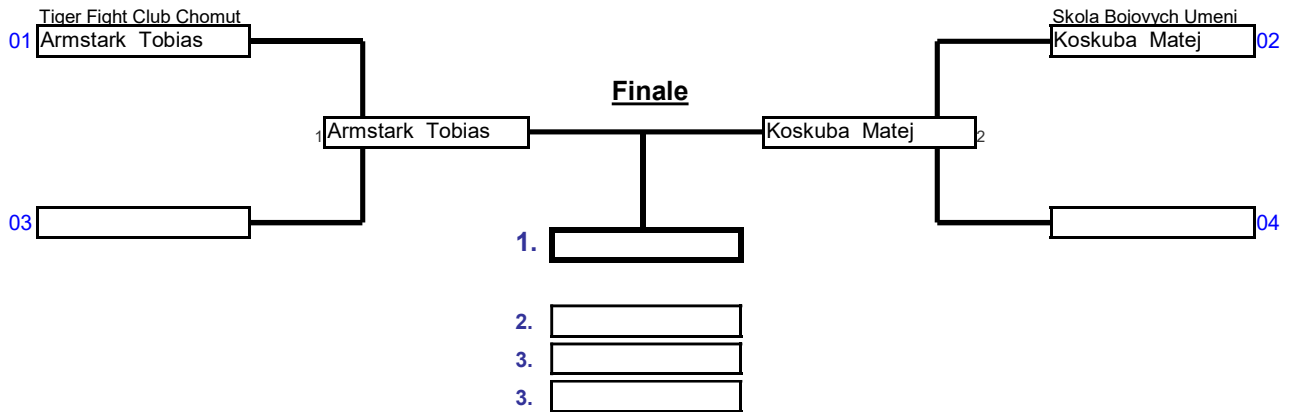 Tiger Fight Club Chomut
Skola Bojovych Umeni
01 Armstark Tobias
Koskuba Matej 02
Finale
1 Armstark Tobias
Koskuba Matej 2
03
04
1.
2.
3.
3.